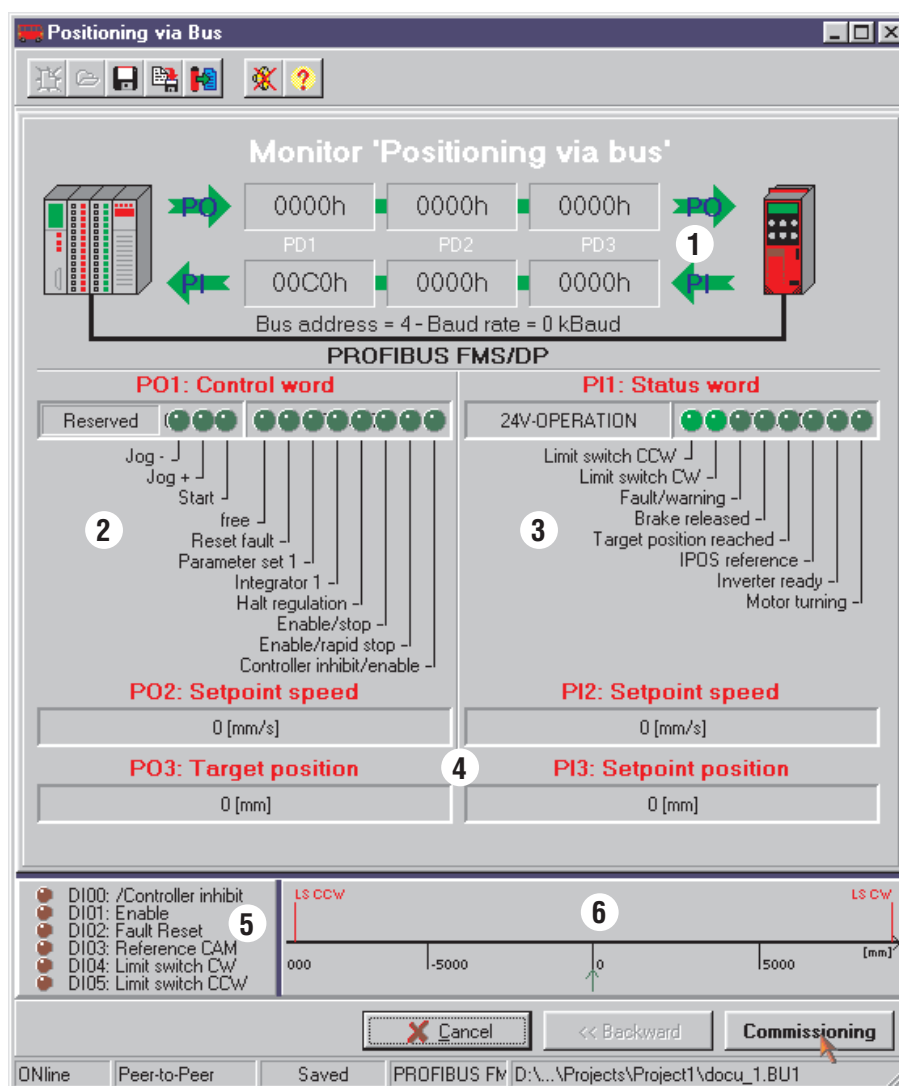 Positioning via Bus
Monitor 'Positioning via bus'
PO 0000h 0000h 0000h PO
PD1 PD2 PD3 1
PI 00C0h 0000h 0000h PI
Bus address = 4 - Baud rate = 0 kBaud
PROFIBUS FMS/DP
PO1: Control word
Reserved
Jog -
Jog +
Start
2
free
Reset fault
Parameter set 1
Integrator 1
Halt regulation
Enable/stop
Enable/rapid stop
Controller inhibit/enable
PI1: Status word
24V-OPERATION
Limit switch CCW
Limit switch CW
Fault/warning
3
Brake released
Target position reached
IPOS reference
Inverter ready
Motor turning
PO2: Setpoint speed
0 [mm/s]
PI2: Setpoint speed
0 [mm/s]
PO3: Target position
0 [mm]
4
PI3: Setpoint position
0 [mm]
DI00: /Controller inhibit
DI01: Enable
DI02: Fault Reset
DI03: Reference CAM
DI04: Limit switch CW
DI05: Limit switch CCW
5
LS CCW 6 LS CW
[mm]
000 -5000 0 5000
Cancel << Backward Commissioning
ONline Peer-to-Peer Saved PROFIBUS FM D:\...\Projects\Project1\docu_1.BU1